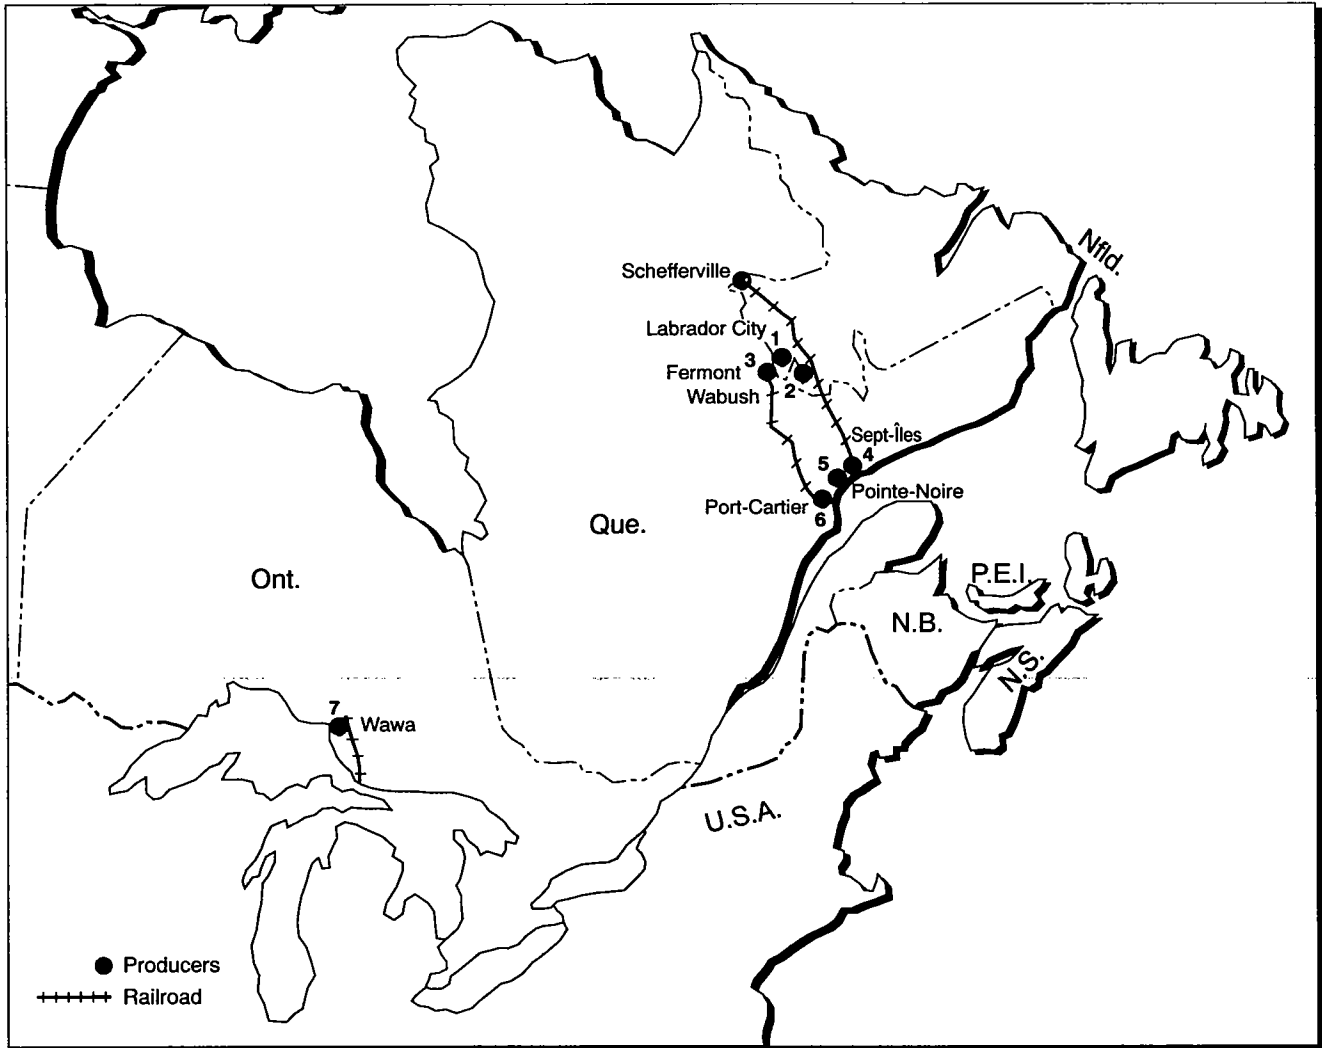 Nfld.
Schefferville
Labrador City
1
3
Fermont
2
Wabush
Sept-Îles
4
5
Pointe-Noire
Port-Cartier
6
Que.
Ont.
P.E.I.
N.B.
N.S.
7
Wawa
U.S.A.
Producers
Railroad